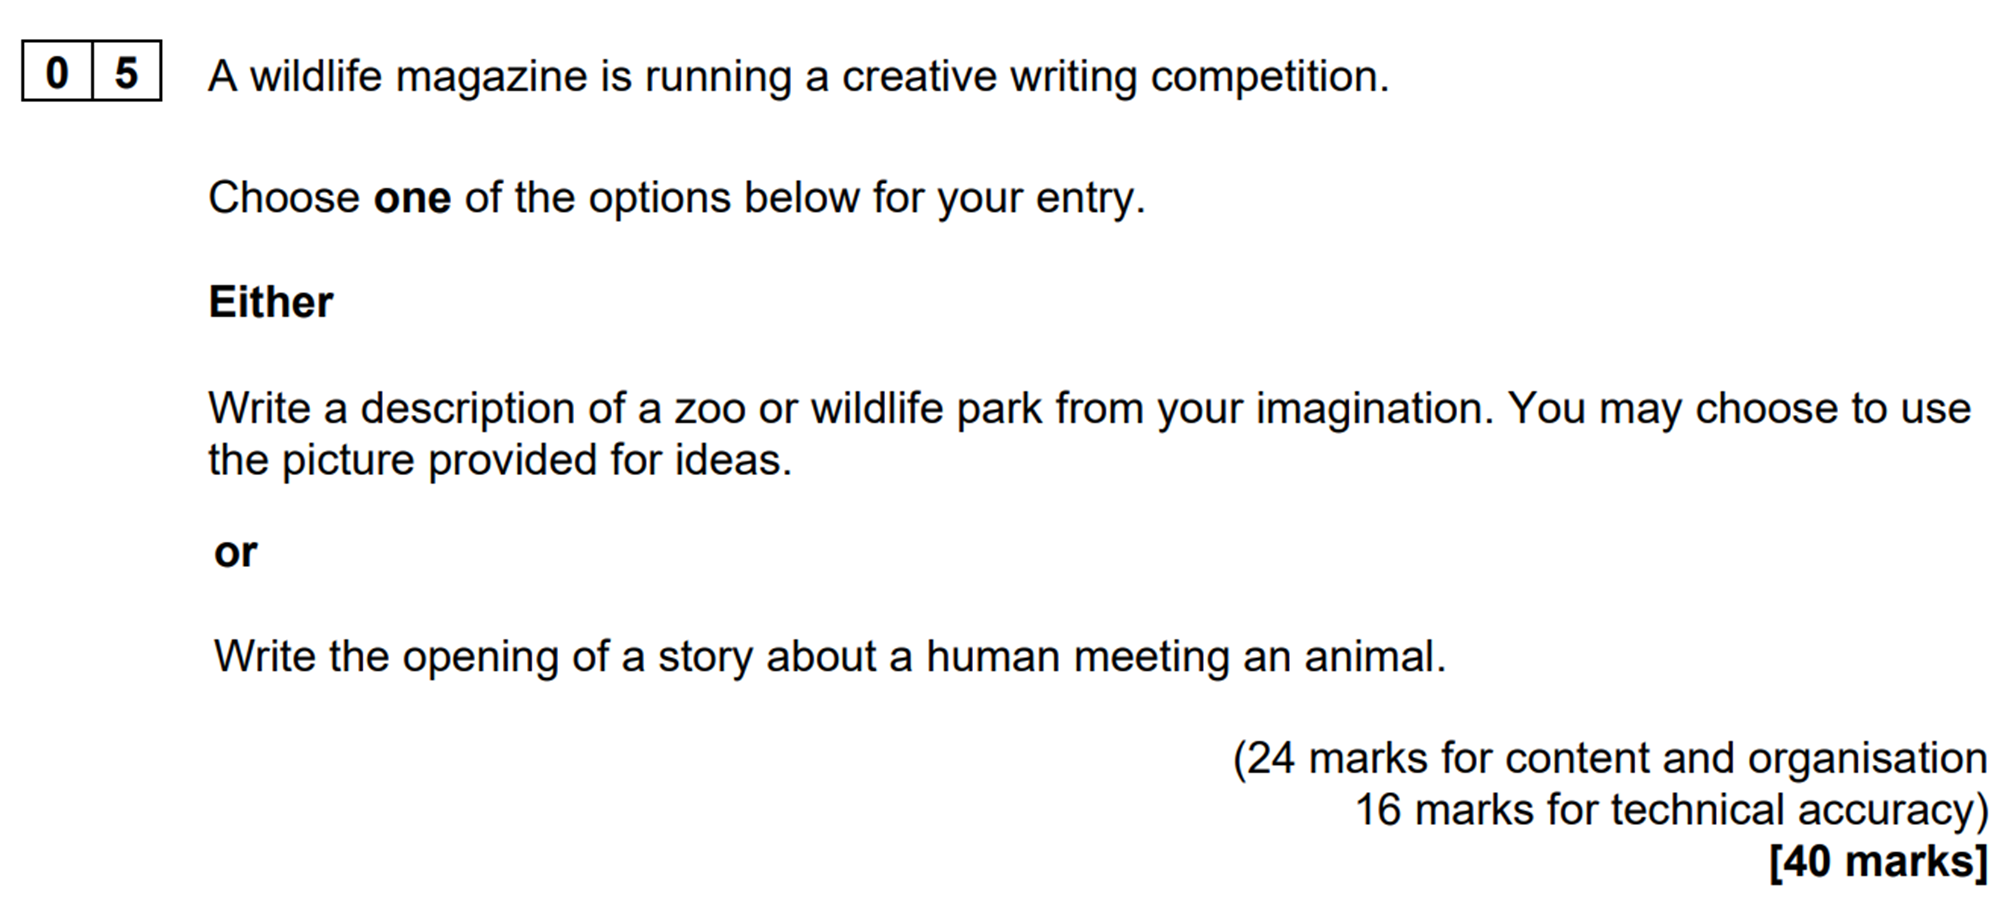 0 5 A wildlife magazine is running a creative writing competition.
Choose one of the options below for your entry.
Either
Write a description of a zoo or wildlife park from your imagination. You may choose to use
the picture provided for ideas.
or
Write the opening of a story about a human meeting an animal.
(24 marks for content and organisation
16 marks for technical accuracy)
[40 marks]